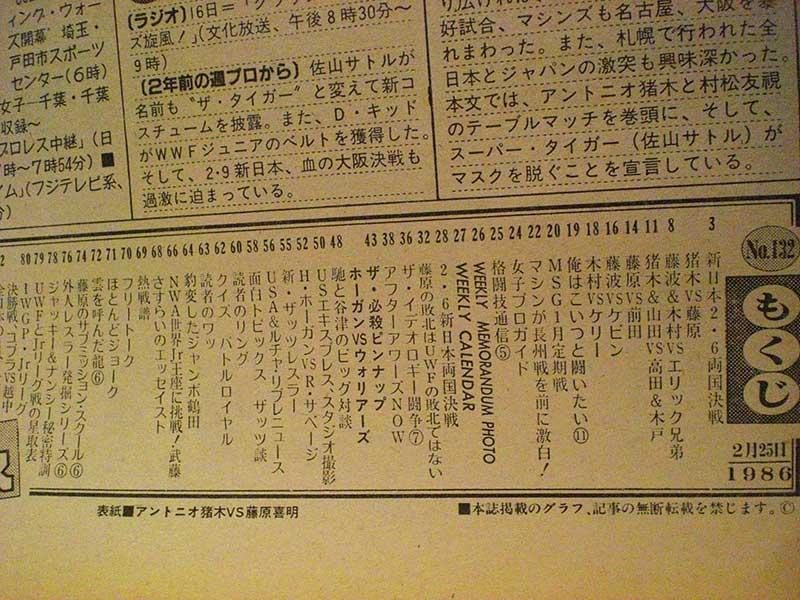 ィング・ウォー
ズ開幕 埼玉・
戸田市スポーツ
センター(6時)
女子―千葉・千葉
収録〜
プロレス中継」(日
7時〜7時54分)■
イム」(フジテレビ系、
(ラジオ)16日=「
ズ旋風!」(文化放送、午後8時30分〜
9時)
(2年前の週プロから)佐山サトルが
名前も〝ザ・タイガー〟と変えて新コ
スチュームを披露。また、D・キッド
がWWFジュニアのベルトを獲得した。
そして、2・9新日本、血の大阪決戦も
過激に迫まっている。
り広げ
好試合、マシンズも名古屋、大阪を暴
れまわった。また、札幌で行われた全
日本とジャパンの激突も興味深かった。
本文では、アントニオ猪木と村松友視
のテーブルマッチを巻頭に、そして、
スーパー・タイガー(佐山サトル)が
マスクを脱ぐことを宣言している。
No.132
もくじ
2月25日
1986
3 新日本2・6両国決戦
猪木VS藤原
8 藤波&木村VSエリック兄弟
11 猪木&山田VS高田&木戸
14 藤原VS前田
16 藤波VSケビン
18 木村VSケリー
19 俺はこいつと闘いたい⑪
20 MSG1月定期戦
22 マシンが長州戦を前に激白!
24 女子プロガイド
25 格闘技通信⑤
26 WEEKLY MEMORANDUM PHOTO
27 WEEKLY CALENDAR
28 2・6新日本両国決戦
32 藤原の敗北はUWFの敗北ではない
36 ザ・イデオロギー闘争⑦
38 アフターアワーズNOW
43 ザ・必殺ピンナップ
ホーガンVSウォリアーズ
48 馳と谷津のビッグ対談
50 USエキスプレス、スタジオ撮影
52 H・ホーガンVSR・サベージ
55 新・ザッツレスラー
56 USA&ルチャ・リブレニュース
58 面白トピックス、ザッツ談
60 読者のリング
62 クイズ、バトルロイヤル
64 読者のワッ
65 豹変したジャンボ鶴田
66 NWA世界Jr王座に挑戦!武藤
68 さすらいのエッセイスト
69 熱戦譜
70 フリートーク
71 ほとんどジョーク
72 雲を呼んだ龍⑥
74 藤原のサブミッション・スクール⑥
76 外人レスラー発掘シリーズ⑥
78 ジャッキー&ナンシー秘密特訓
79 UWFとJrリーグ戦の星取表
80 IWGP・Jrリーグ
決勝戦・コブラVS越中
表紙■アントニオ猪木VS藤原喜明
■本誌掲載のグラフ、記事の無断転載を禁じます。©